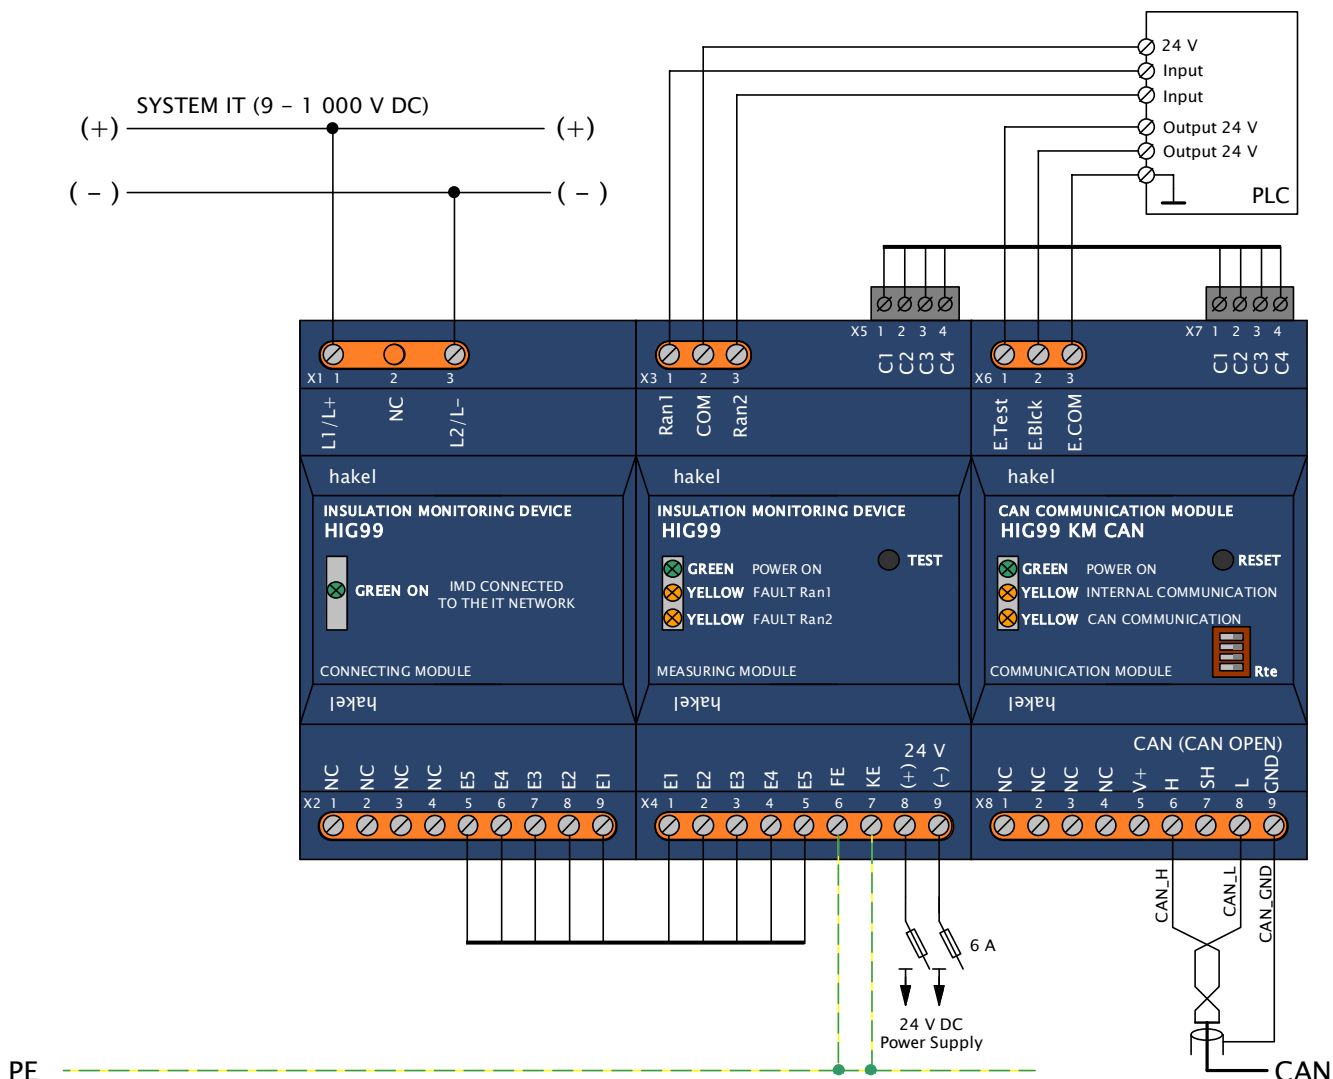 24 V
Input
Input
Output 24 V
Output 24 V
PLC
SYSTEM IT (9 – 1 000 V DC)
(+) (+)
( – ) ( – )
X1 1 2 3
L1/L+ NC L2/L–
X3 1 2 3
Ran1 COM Ran2
X5 1 2 3 4
C1 C2 C3 C4
X6 1 2 3
E.Test E.Blck E.COM
X7 1 2 3 4
C1 C2 C3 C4
hakel
INSULATION MONITORING DEVICE
HIG99
GREEN ON IMD CONNECTED
TO THE IT NETWORK
CONNECTING MODULE
hakel
hakel
INSULATION MONITORING DEVICE
HIG99
TEST
GREEN POWER ON
YELLOW FAULT Ran1
YELLOW FAULT Ran2
MEASURING MODULE
hakel
hakel
CAN COMMUNICATION MODULE
HIG99 KM CAN
RESET
GREEN POWER ON
YELLOW INTERNAL COMMUNICATION
YELLOW CAN COMMUNICATION
COMMUNICATION MODULE
Rte
hakel
NC NC NC NC E5 E4 E3 E2 E1
X2 1 2 3 4 5 6 7 8 9
24 V
E1 E2 E3 E4 E5 FE KE (+) (–)
X4 1 2 3 4 5 6 7 8 9
CAN (CAN OPEN)
NC NC NC NC V+ H SH L GND
X8 1 2 3 4 5 6 7 8 9
CAN_H
CAN_L
CAN_GND
6 A
24 V DC
Power Supply
PE
CAN